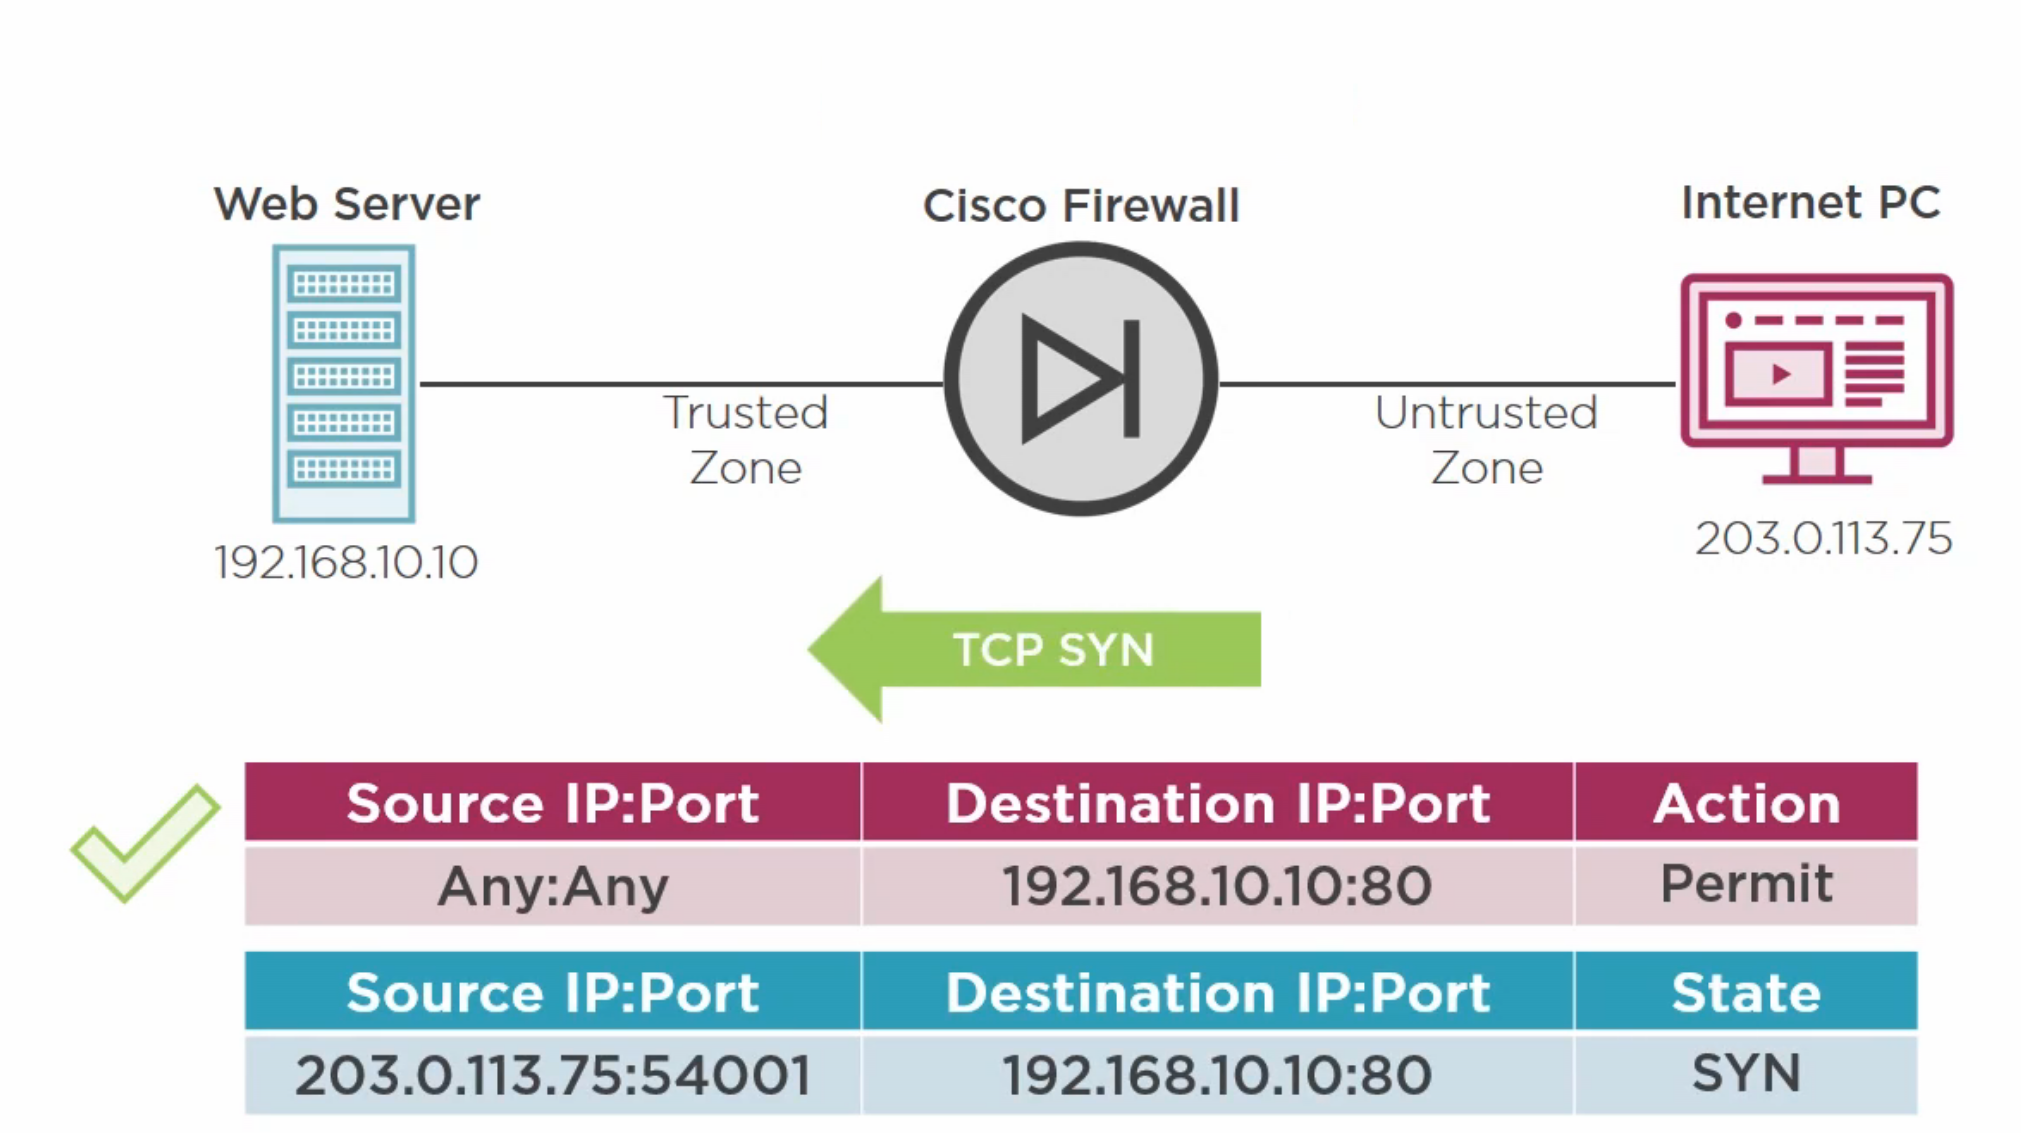 Web Server
Cisco Firewall
Internet PC
Trusted
Zone
Untrusted
Zone
192.168.10.10
203.0.113.75
TCP SYN
Source IP:Port Destination IP:Port Action
Any:Any 192.168.10.10:80 Permit
Source IP:Port Destination IP:Port State
203.0.113.75:54001 192.168.10.10:80 SYN